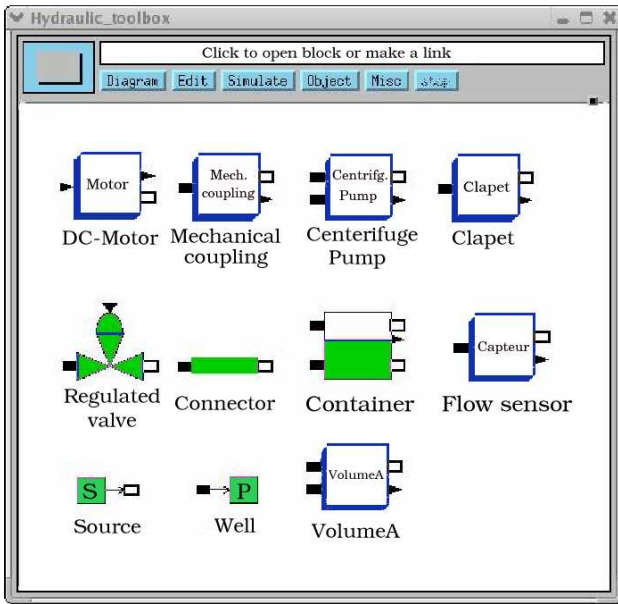 Hydraulic_toolbox
Click to open block or make a link
Diagram Edit Simulate Object Misc stop
Motor
Mech.
coupling
Centrifg.
Pump
Clapet
DC-Motor
Mechanical
coupling
Centerifuge
Pump
Clapet
Capteur
Regulated
valve
Connector
Container
Flow sensor
S
P
VolumeA
Source
Well
VolumeA